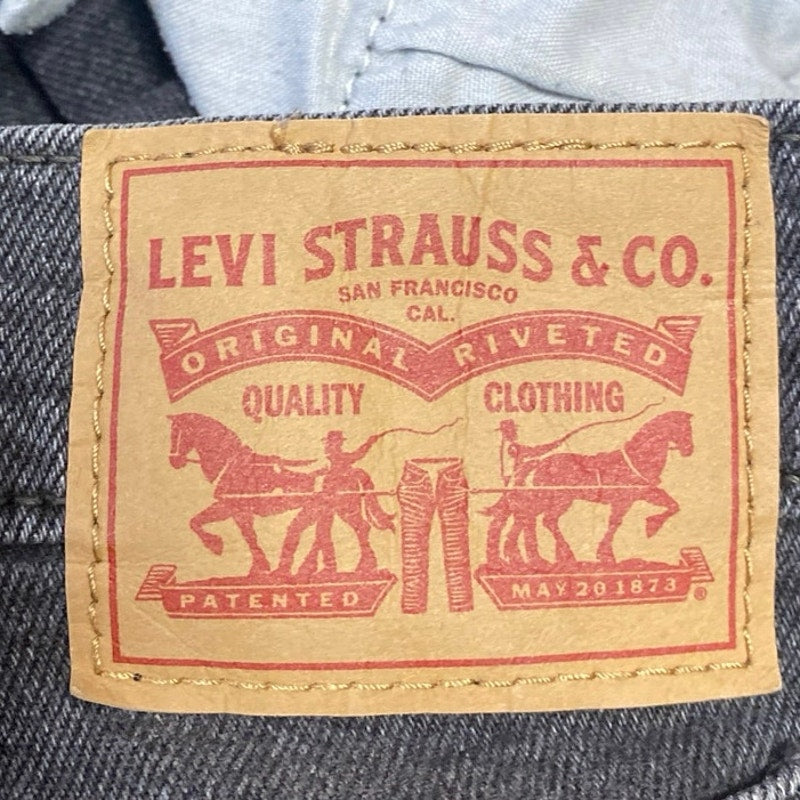 LEVI STRAUSS & CO.
SAN FRANCISCO
CAL.
ORIGINAL RIVETED
QUALITY CLOTHING
PATENTED MAY 20 1873 ®